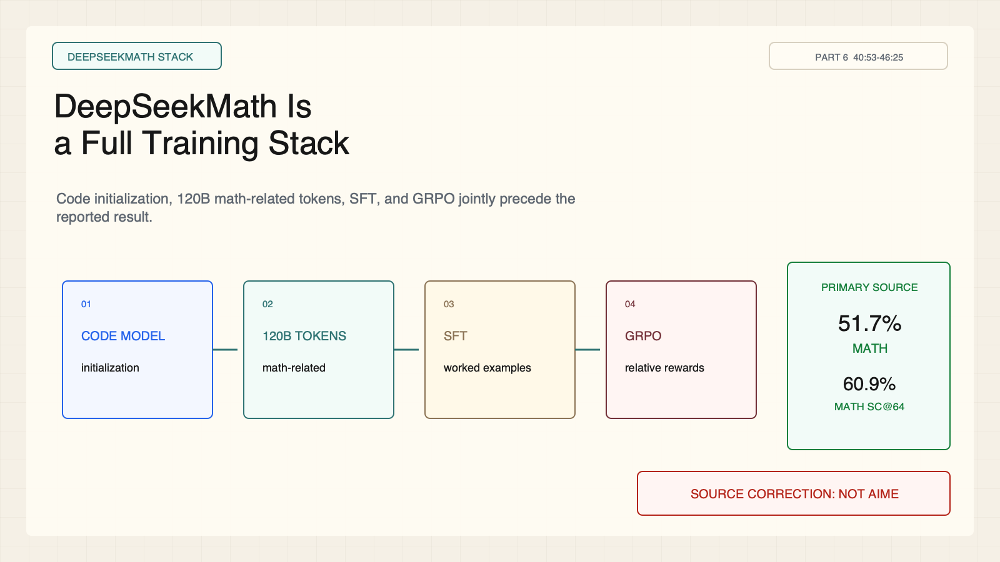 DEEPSEEKMATH STACK
PART 6 40:53-46:25
DeepSeekMath Is
a Full Training Stack
Code initialization, 120B math-related tokens, SFT, and GRPO jointly precede the
reported result.
01
CODE MODEL
initialization
02
120B TOKENS
math-related
03
SFT
worked examples
04
GRPO
relative rewards
PRIMARY SOURCE
51.7%
MATH
60.9%
MATH SC@64
SOURCE CORRECTION: NOT AIME